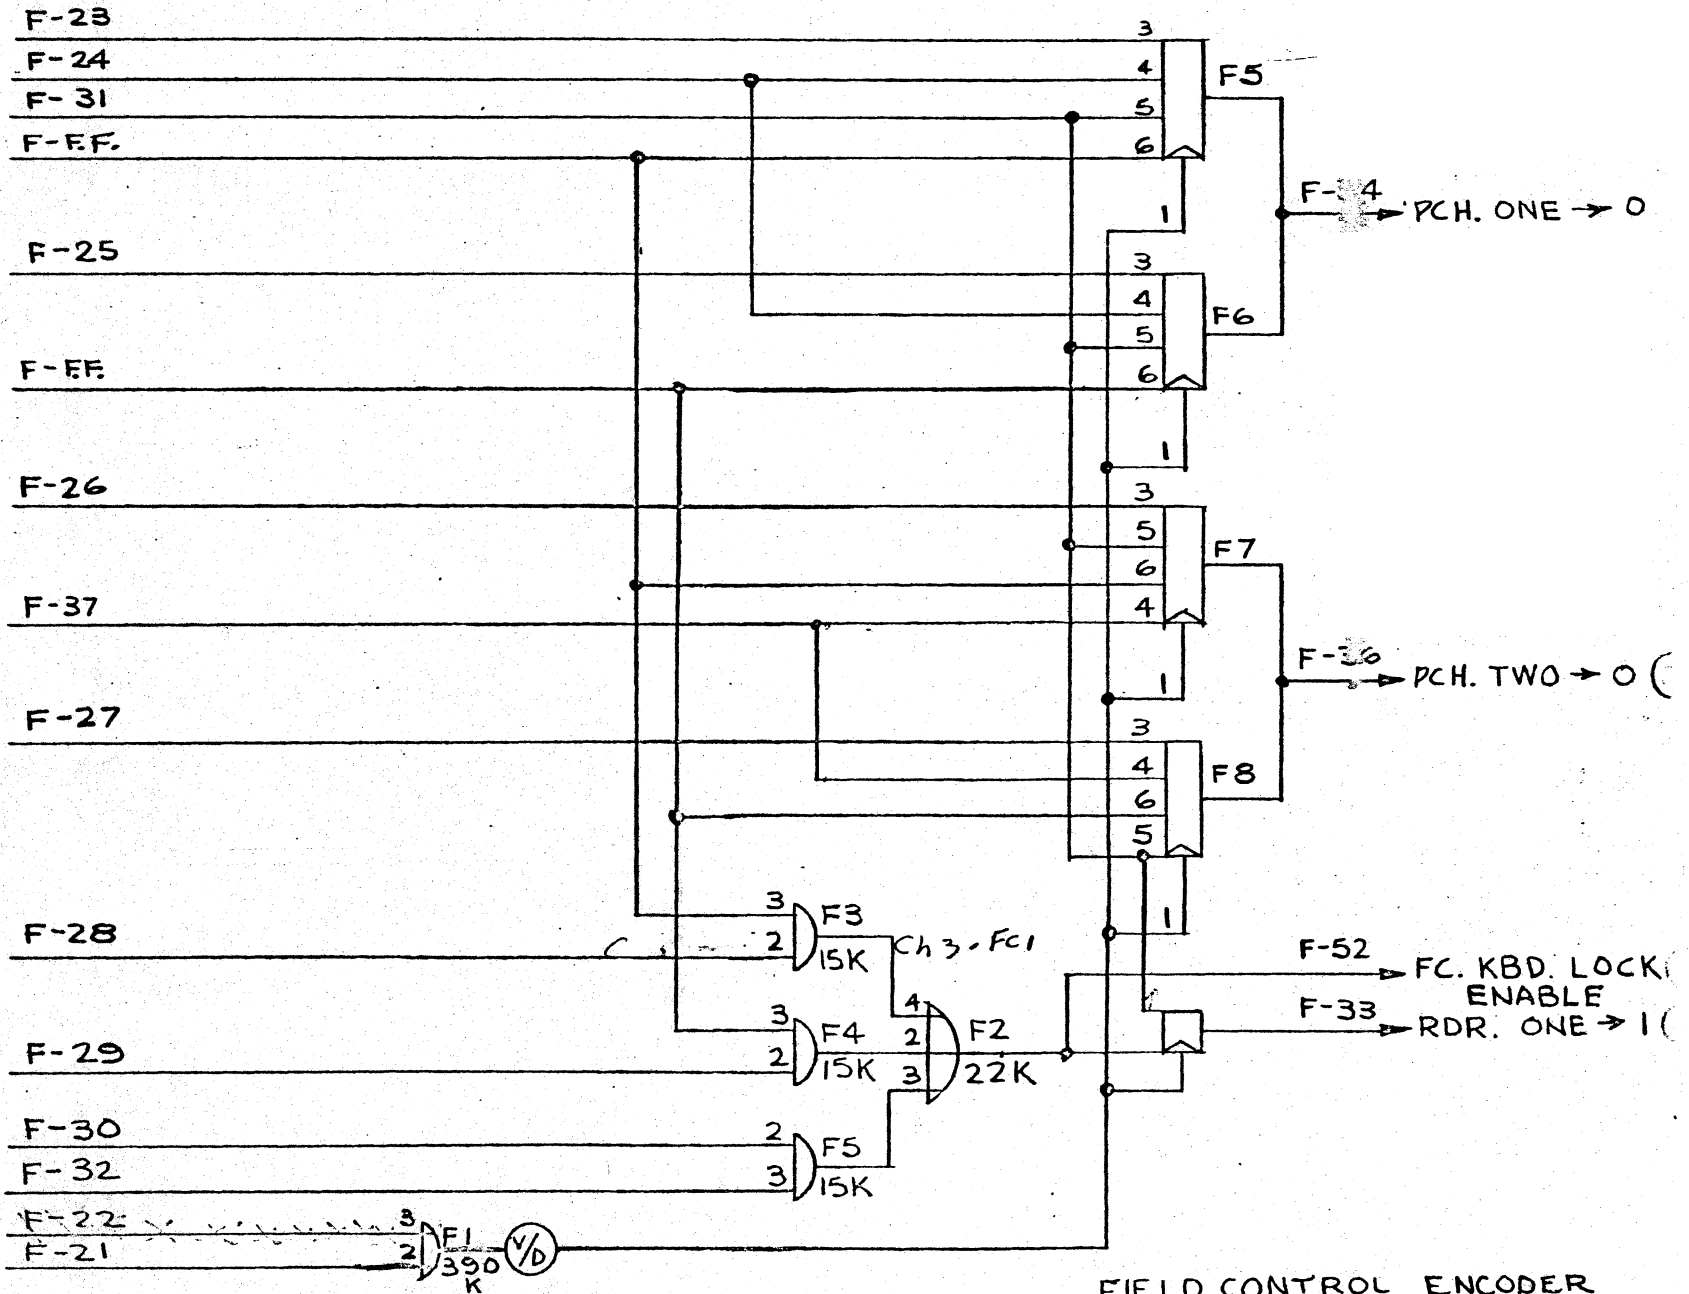 F-23
3
F-24
4
F5
F-31
5
F-F.F.
6
F- 4
PCH. ONE → 0
1
F-25
3
4
F6
5
F-F.F.
6
1
F-26
3
5
F7
6
F-37
4
F- 6
PCH. TWO → 0 (
1
F-27
3
4
F8
6
5
3
F3
1
F-28
2
15K
Ch 3. FC1
F-52
FC. KBD. LOCK
ENABLE
4
3
F4
2
F2
F-33
RDR. ONE → 1 (
F-29
2
15K
3
22K
F-30
2
F5
F-32
3
15K
F-22
3
F1
V/D
F-21
2
390
K
FIELD CONTROL ENCODER